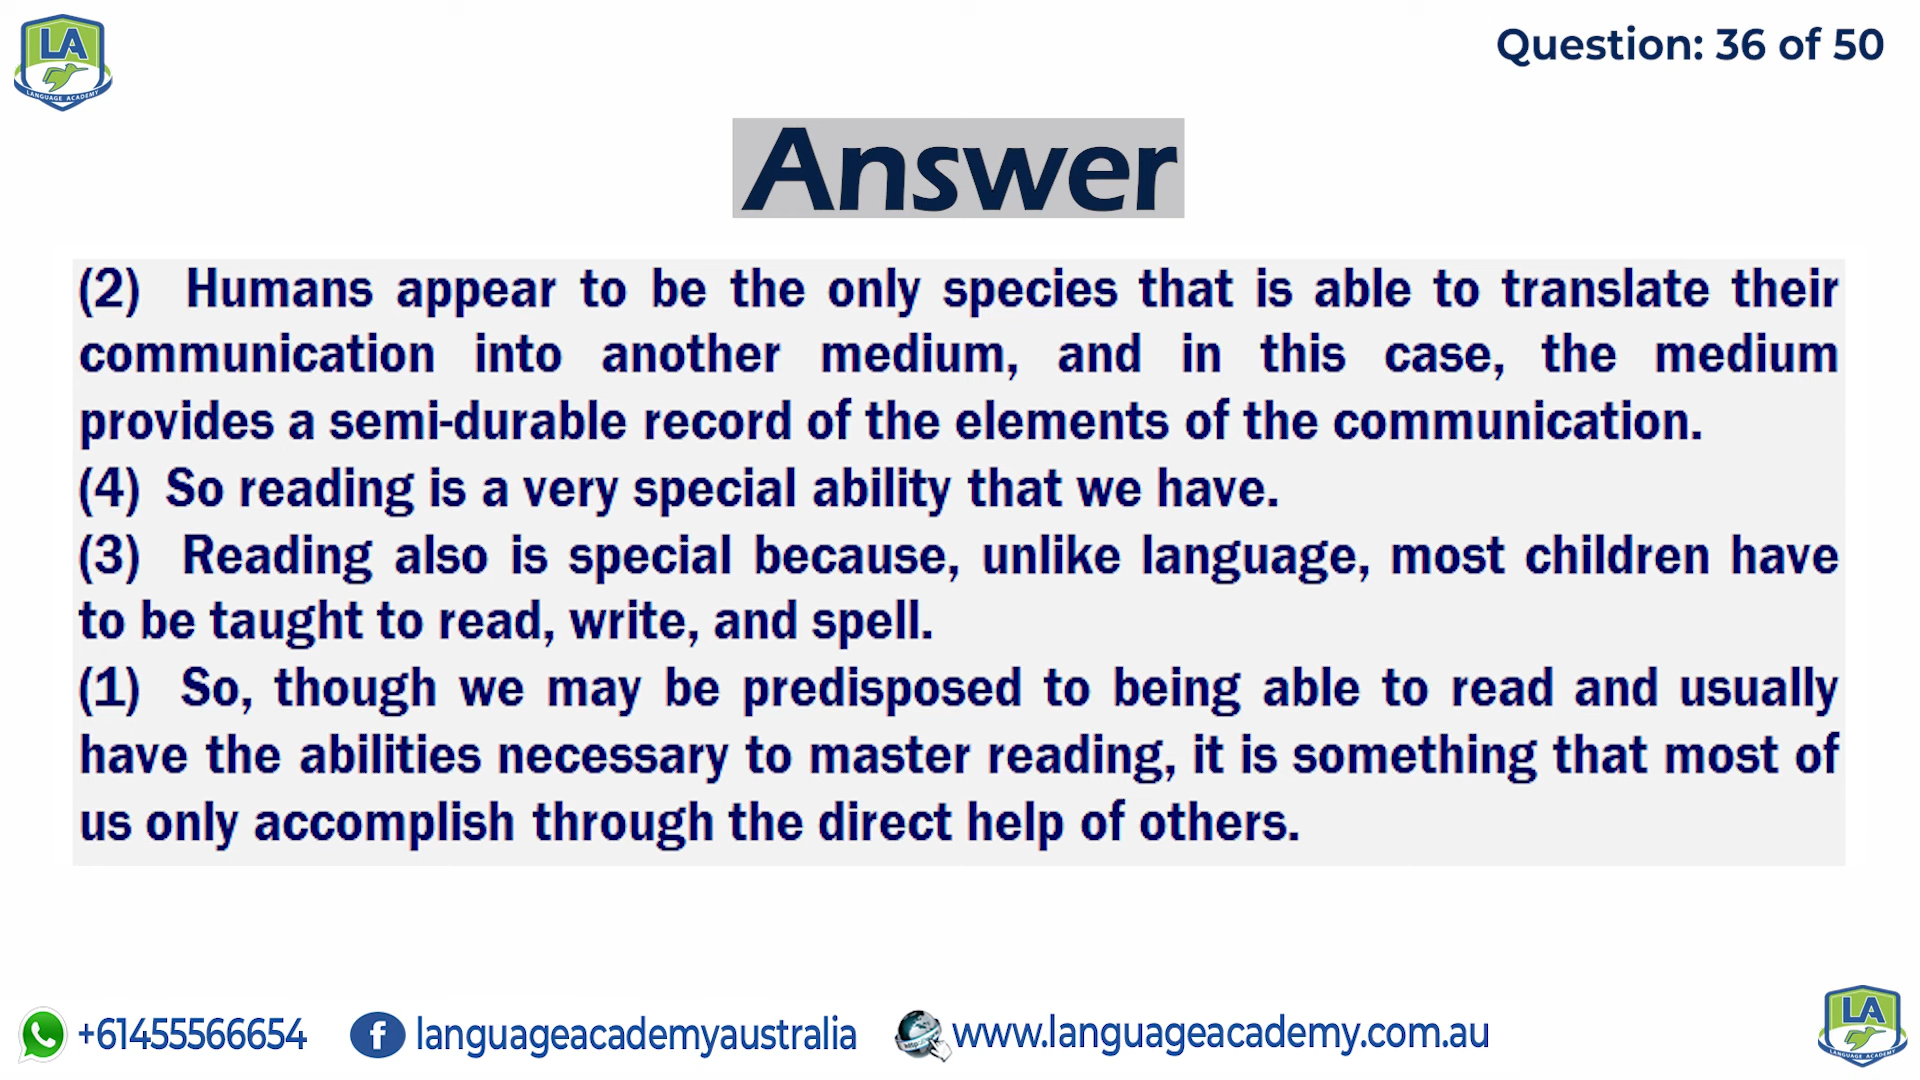 LA
LANGUAGE ACADEMY
Question: 36 of 50
Answer
(2) Humans appear to be the only species that is able to translate their
communication into another medium, and in this case, the medium
provides a semi-durable record of the elements of the communication.
(4) So reading is a very special ability that we have.
(3) Reading also is special because, unlike language, most children have
to be taught to read, write, and spell.
(1) So, though we may be predisposed to being able to read and usually
have the abilities necessary to master reading, it is something that most of
us only accomplish through the direct help of others.
+61455566654
f languageacademyaustralia
www.languageacademy.com.au
LA
LANGUAGE ACADEMY